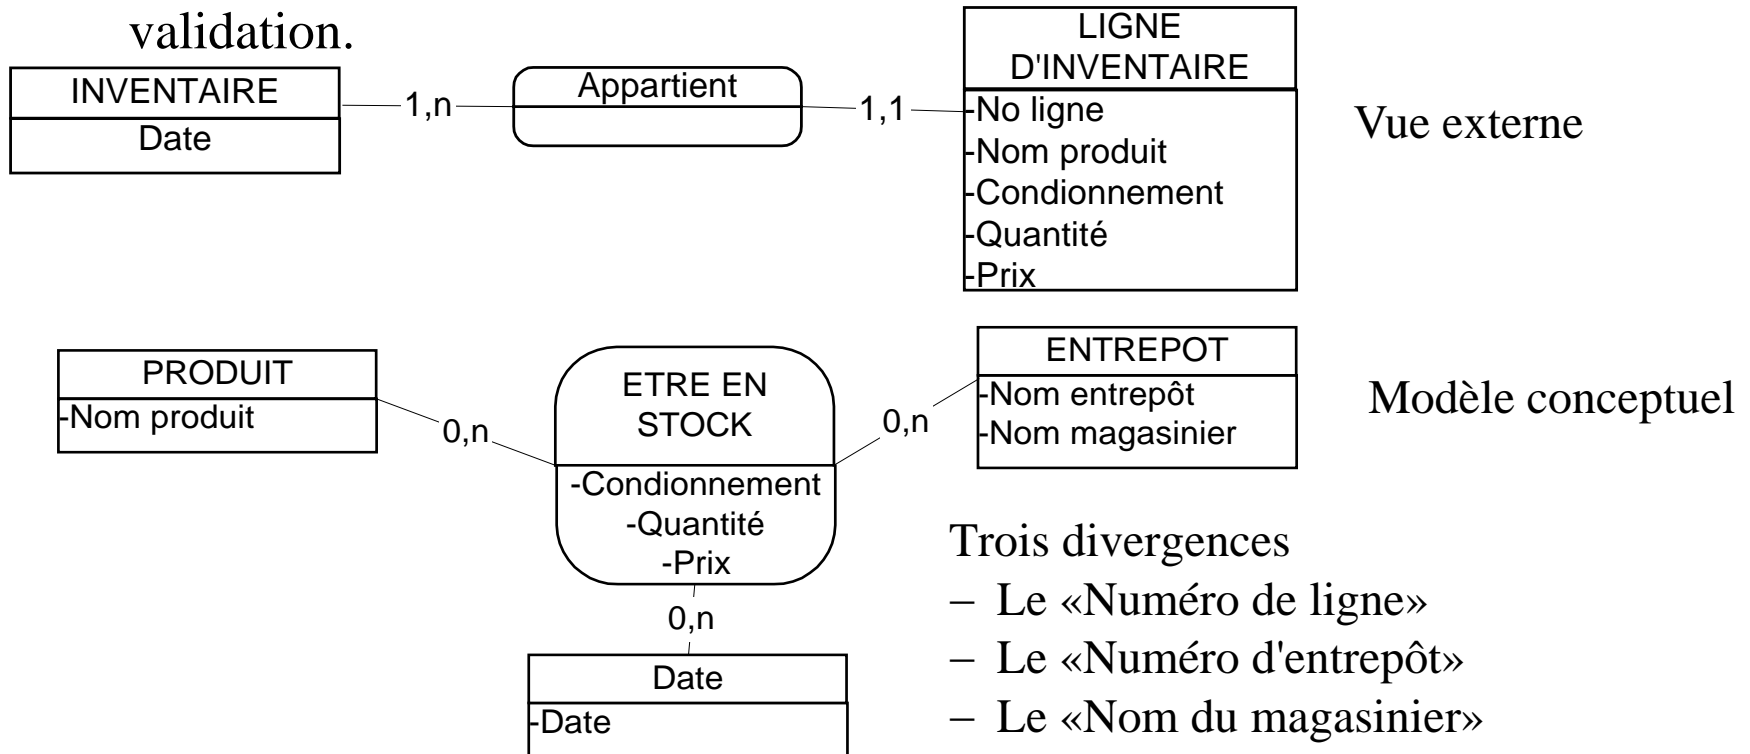 validation.
INVENTAIRE
Date
1,n
Appartient
1,1
LIGNE
D'INVENTAIRE
-No ligne
-Nom produit
-Condionnement
-Quantité
-Prix
Vue externe
PRODUIT
-Nom produit
0,n
ETRE EN
STOCK
-Condionnement
-Quantité
-Prix
0,n
ENTREPOT
-Nom entrepôt
-Nom magasinier
Modèle conceptuel
0,n
Date
-Date
Trois divergences
– Le «Numéro de ligne»
– Le «Numéro d'entrepôt»
– Le «Nom du magasinier»